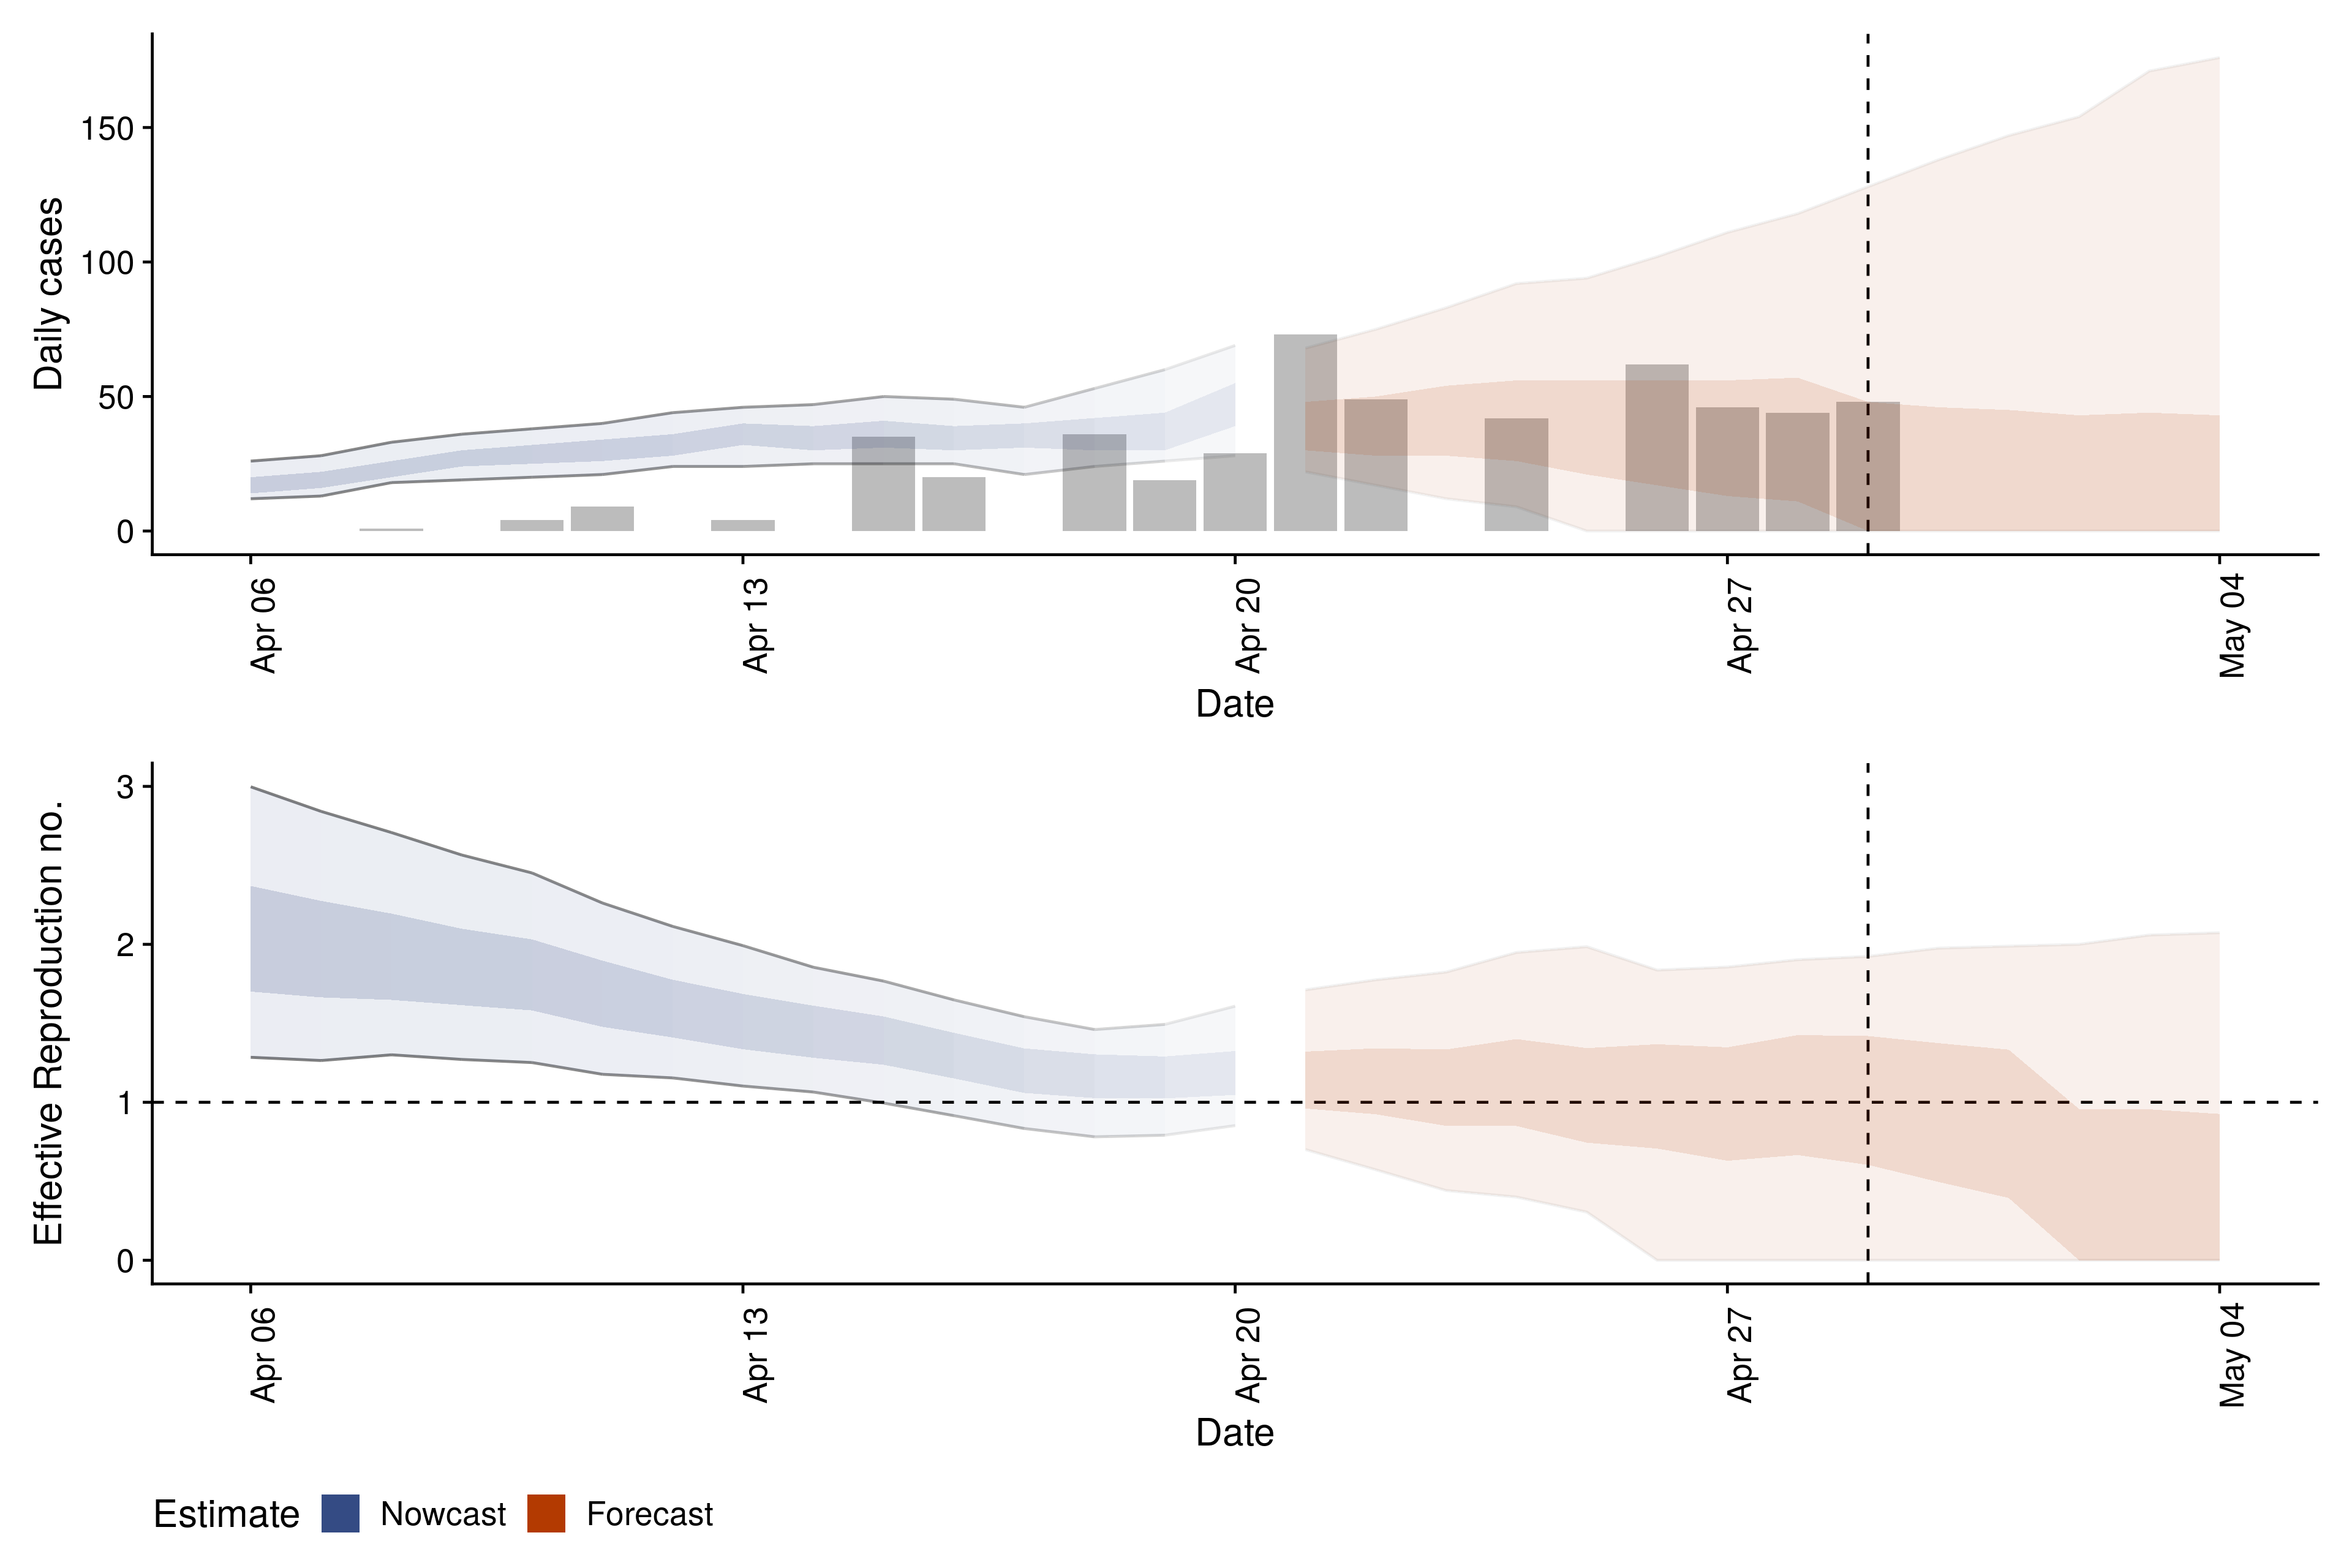 Daily cases
150
100
50
0
Apr 06
Apr 13
Apr 20
Apr 27
May 04
Date
Effective Reproduction no.
3
2
1
0
Apr 06
Apr 13
Apr 20
Apr 27
May 04
Date
Estimate Nowcast Forecast